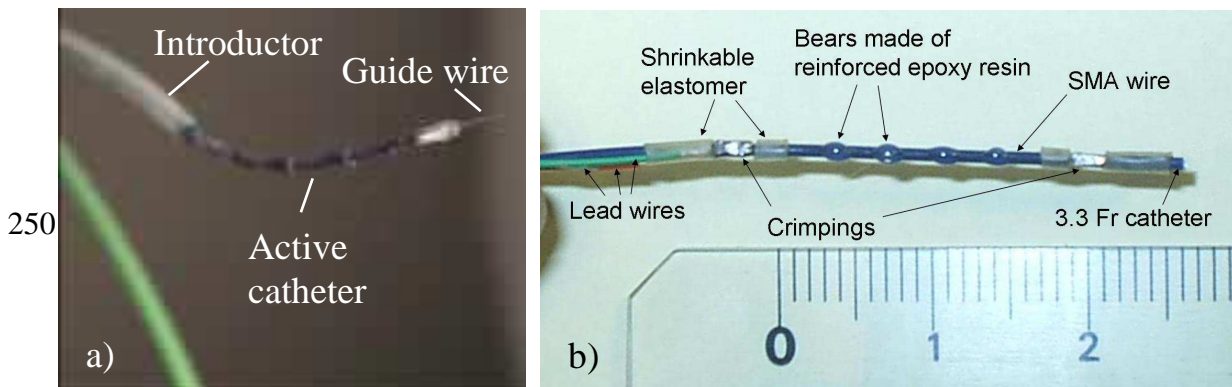 Introductor
Guide wire
250
Active
catheter
a)
Shrinkable
elastomer
Bears made of
reinforced epoxy resin
SMA wire
Lead wires
Crimpings
3.3 Fr catheter
0 1 2
b)